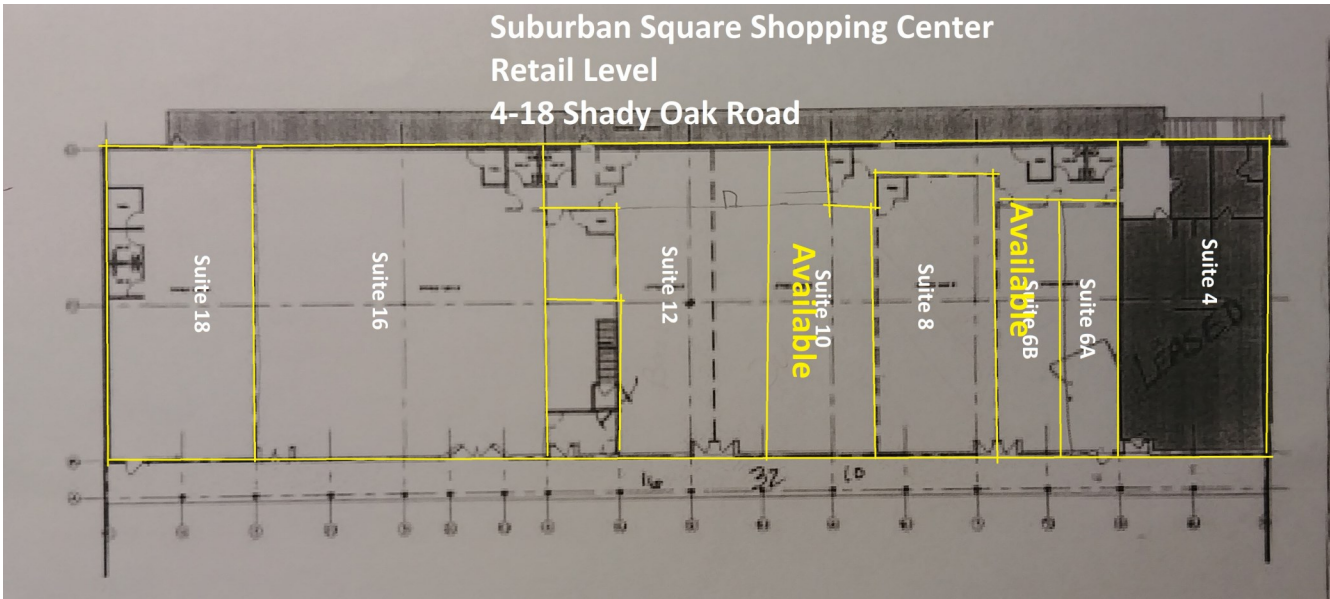 Suburban Square Shopping Center
Retail Level
4-18 Shady Oak Road
Suite 18
Suite 16
Suite 12
Suite 10
Available
Suite 8
Suite 6B
Available
Suite 6A
Suite 4
LEASED
32
10